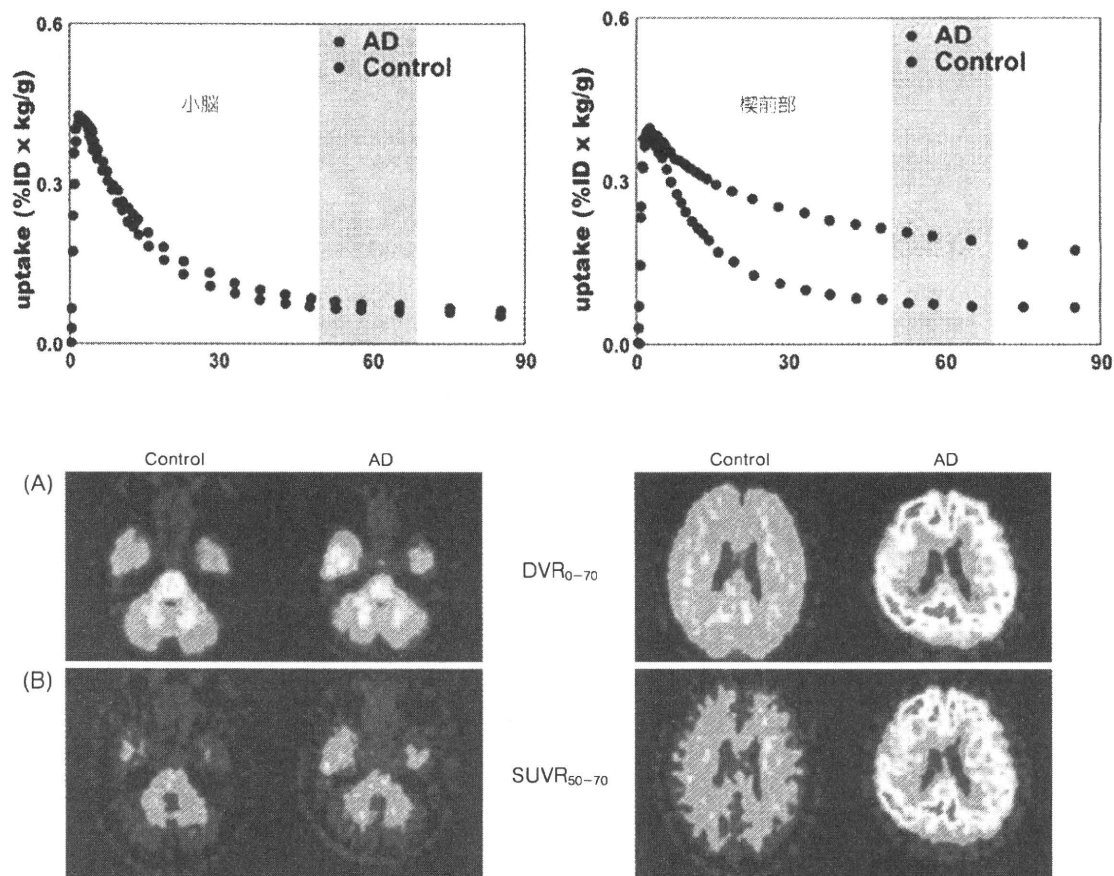 0.6
AD
Control
小脳
uptake (%ID x kg/g)
0.3
0.0
0
30
60
90
0.6
AD
Control
楔前部
uptake (%ID x kg/g)
0.3
0.0
0
30
60
90
Control
AD
Control
AD
(A)
DVR0–70
(B)
SUVR50–70